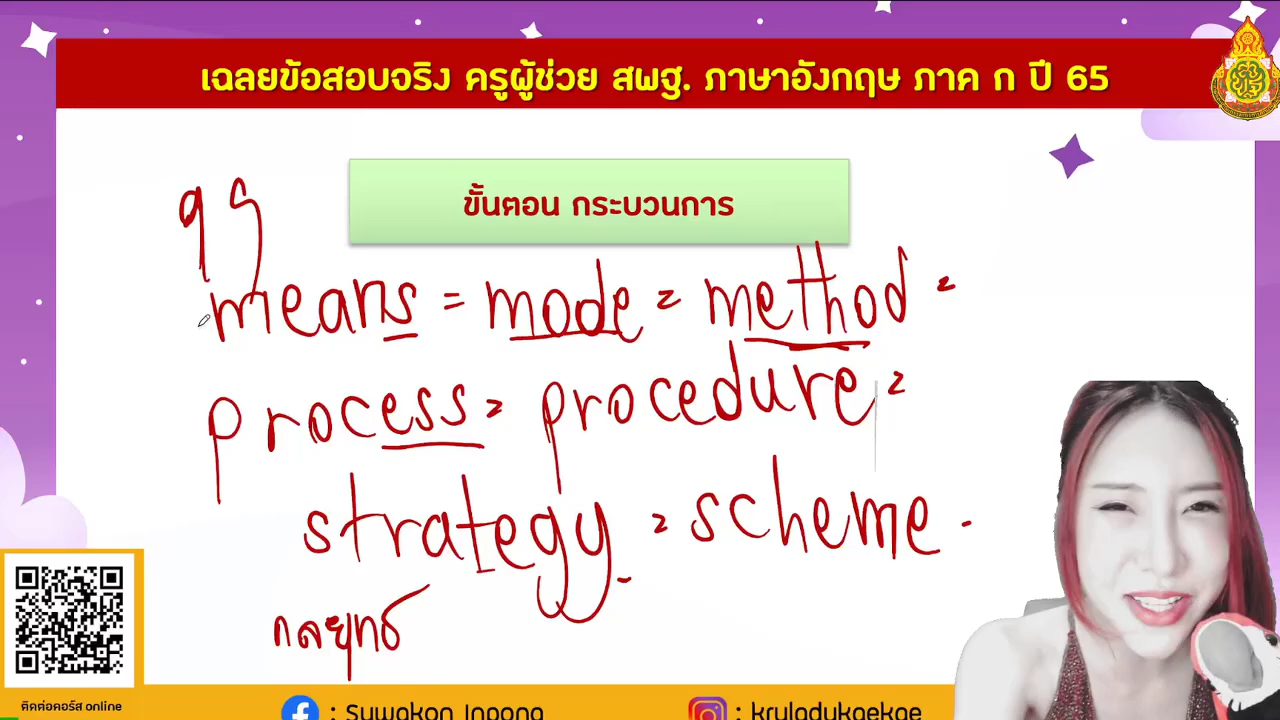 เฉลยข้อสอบจริง ครูผู้ช่วย สพฐ. ภาษาอังกฤษ ภาค ก ปี 65
ขั้นตอน กระบวนการ
means = mode = method =
process = procedure =
strategy = scheme -
กลยุทธ์
ติดต่อคอร์ส online
: Suwakon Inpong
: kruladykaekae